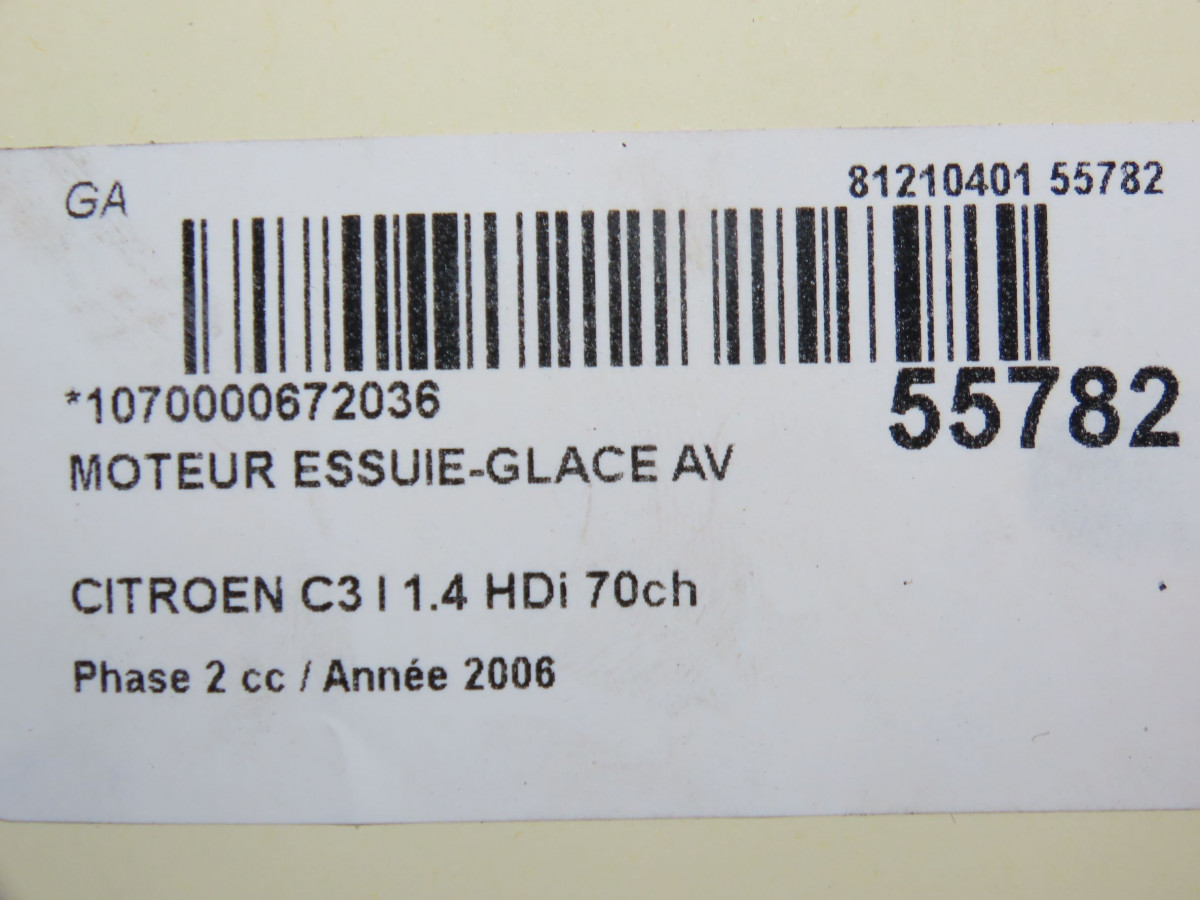 GA
81210401 55782
*1070000672036
55782
MOTEUR ESSUIE-GLACE AV
CITROEN C3 I 1.4 HDi 70ch
Phase 2 cc / Année 2006